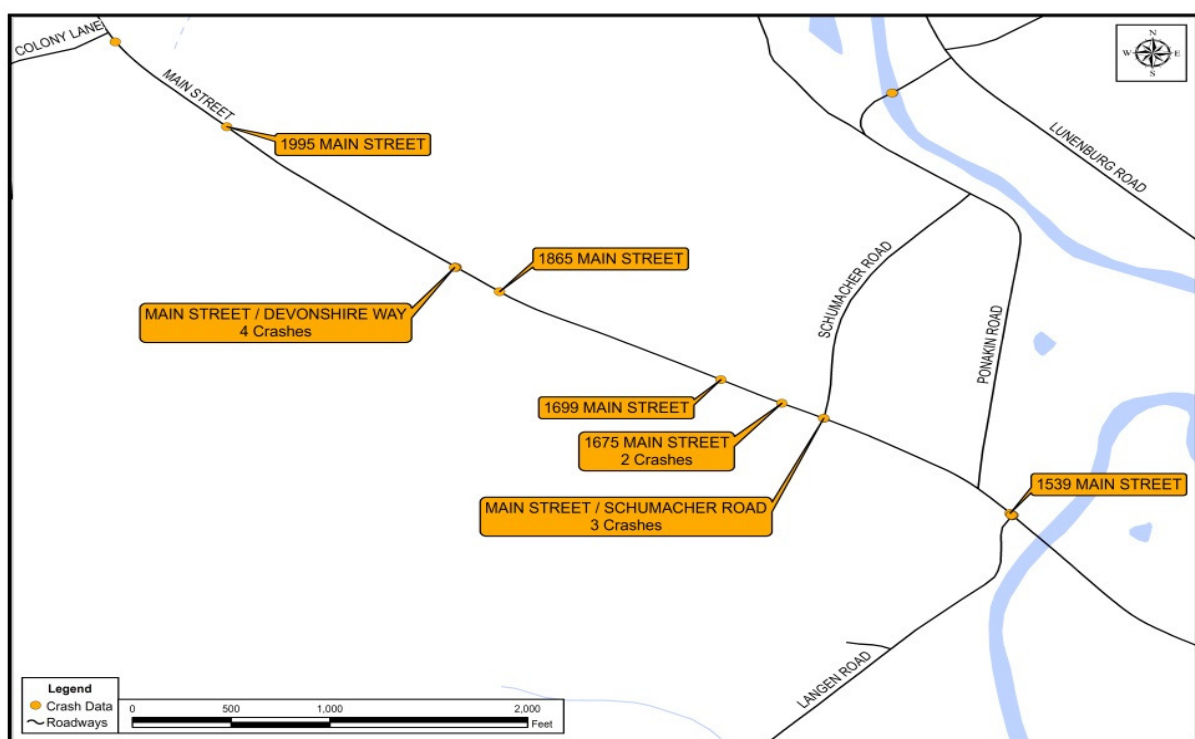 COLONY LANE
MAIN STREET
N
W E
S
1995 MAIN STREET
LUNENBURG ROAD
1865 MAIN STREET
SCHUMACHER ROAD
MAIN STREET / DEVONSHIRE WAY
4 Crashes
PONAKIN ROAD
1699 MAIN STREET
1675 MAIN STREET
2 Crashes
1539 MAIN STREET
MAIN STREET / SCHUMACHER ROAD
3 Crashes
LANGEN ROAD
Legend
Crash Data
Roadways
0 500 1,000 2,000
Feet